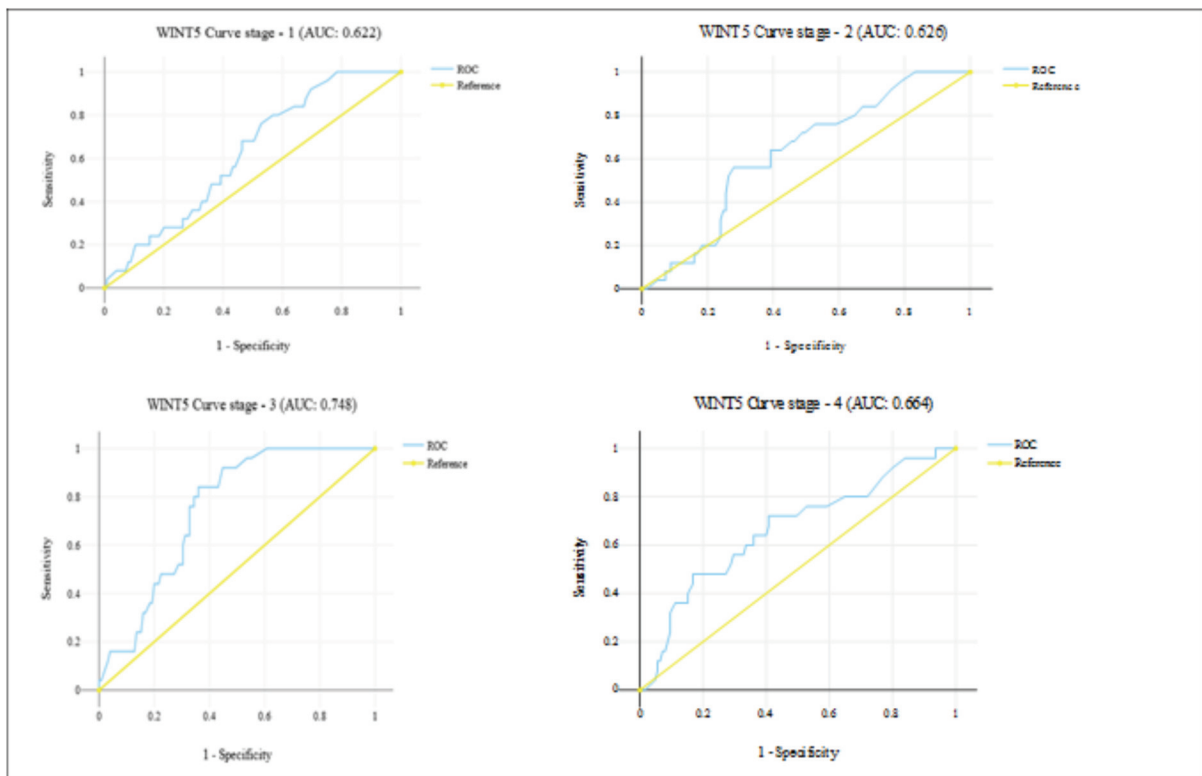 WINT5 Curve stage - 1 (AUC: 0.622)
1
0.8
0.6
0.4
0.2
0
0
0.2
0.4
0.6
0.8
1
Sensitivity
1 - Specificity
ROC
Reference
WINT5 Curve stage - 2 (AUC: 0.626)
1
0.8
0.6
0.4
0.2
0
0
0.2
0.4
0.6
0.8
1
Sensitivity
1 - Specificity
ROC
Reference
WINT5 Curve stage - 3 (AUC: 0.748)
1
0.8
0.6
0.4
0.2
0
0
0.2
0.4
0.6
0.8
1
Sensitivity
1 - Specificity
ROC
Reference
WINT5 Curve stage - 4 (AUC: 0.664)
1
0.8
0.6
0.4
0.2
0
0
0.2
0.4
0.6
0.8
1
Sensitivity
1 - Specificity
ROC
Reference